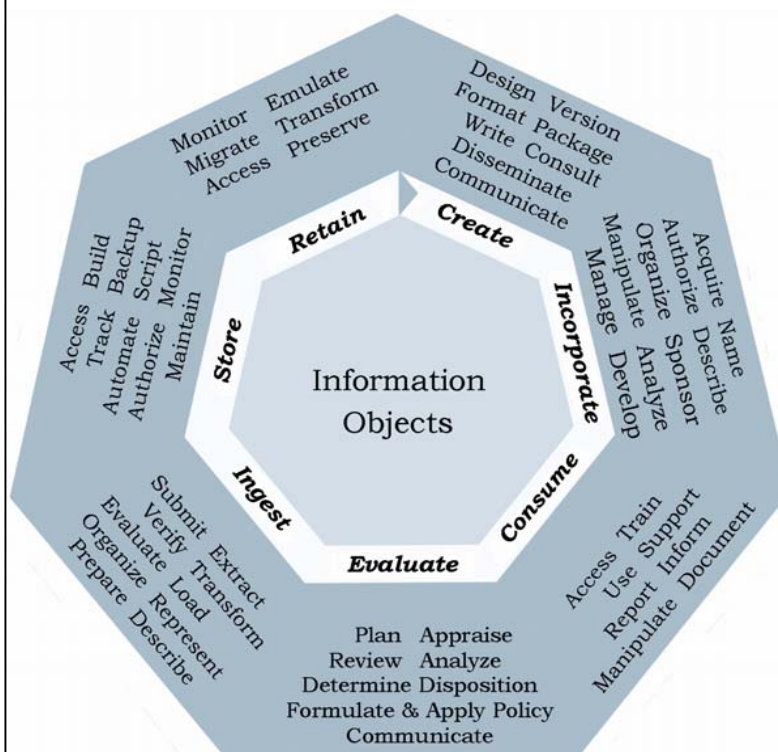 Information
Objects
Create
Design Version
Format Package
Write Consult
Disseminate
Communicate
Incorporate
Acquire Name
Authorize Describe
Organize Sponsor
Manipulate Analyze
Manage Develop
Consume
Access Train
Use Support
Report Inform
Manipulate Document
Evaluate
Plan Appraise
Review Analyze
Determine Disposition
Formulate & Apply Policy
Communicate
Ingest
Submit Extract
Verify Transform
Evaluate Load
Organize Represent
Prepare Describe
Store
Access Build
Track Backup
Automate Script
Authorize Monitor
Maintain
Retain
Monitor Emulate
Migrate Transform
Access Preserve